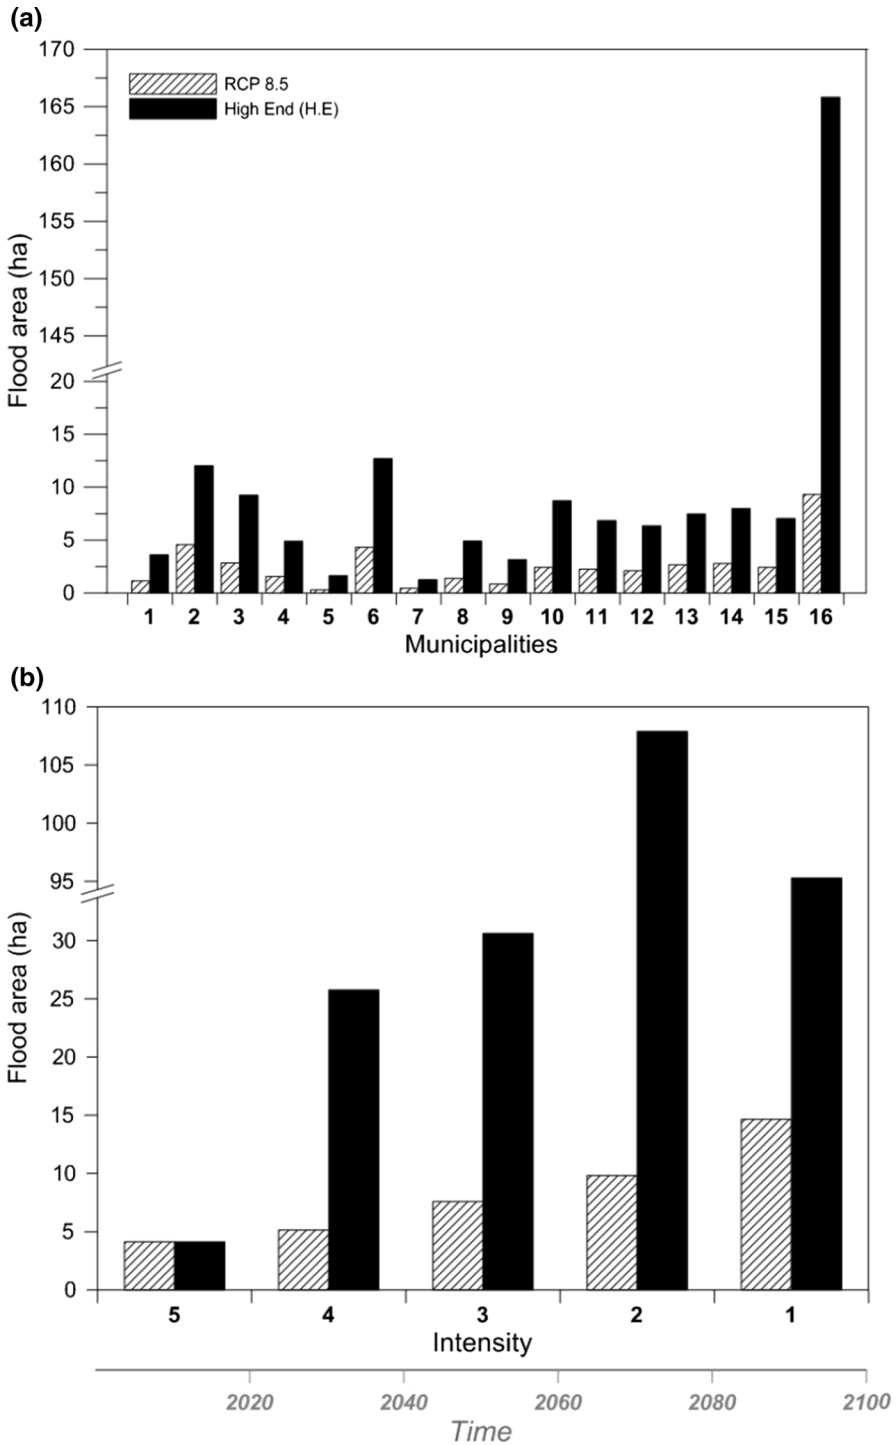 (a)
170
165
160
155
150
145
20
15
10
5
0
Flood area (ha)
RCP 8.5
High End (H.E)
1 2 3 4 5 6 7 8 9 10 11 12 13 14 15 16
Municipalities
(b)
110
105
100
95
30
25
20
15
10
5
0
Flood area (ha)
5 4 3 2 1
Intensity
2020 2040 2060 2080 2100
Time